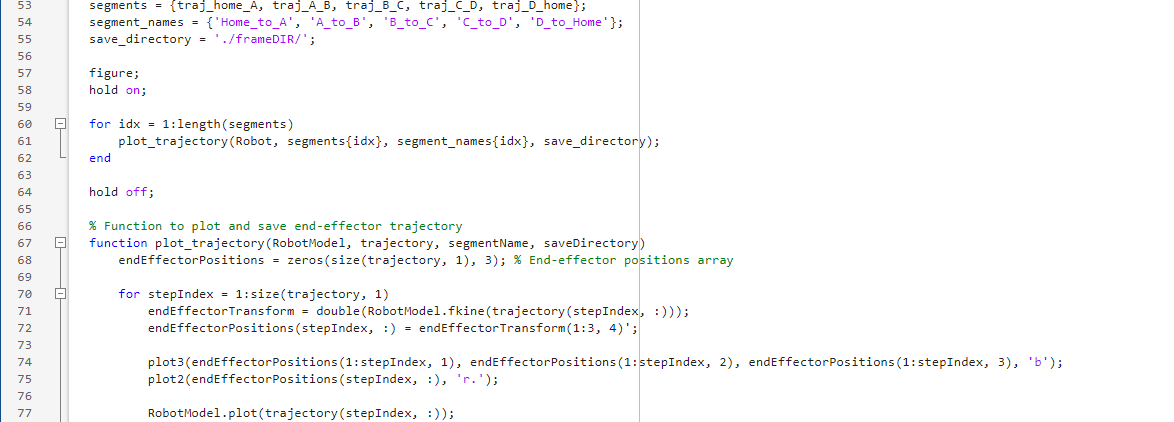 53 segments = {traj_home_A, traj_A_B, traj_B_C, traj_C_D, traj_D_home};
54 segment_names = {'Home_to_A', 'A_to_B', 'B_to_C', 'C_to_D', 'D_to_Home'};
55 save_directory = './frameDIR/';
56
57 figure;
58 hold on;
59
60 for idx = 1:length(segments)
61 plot_trajectory(Robot, segments{idx}, segment_names{idx}, save_directory);
62 end
63
64 hold off;
65
66 % Function to plot and save end-effector trajectory
67 function plot_trajectory(RobotModel, trajectory, segmentName, saveDirectory)
68 endEffectorPositions = zeros(size(trajectory, 1), 3); % End-effector positions array
69
70 for stepIndex = 1:size(trajectory, 1)
71 endEffectorTransform = double(RobotModel.fkine(trajectory(stepIndex, :)));
72 endEffectorPositions(stepIndex, :) = endEffectorTransform(1:3, 4)';
73
74 plot3(endEffectorPositions(1:stepIndex, 1), endEffectorPositions(1:stepIndex, 2), endEffectorPositions(1:stepIndex, 3), 'b');
75 plot2(endEffectorPositions(stepIndex, :), 'r.');
76
77 RobotModel.plot(trajectory(stepIndex, :));